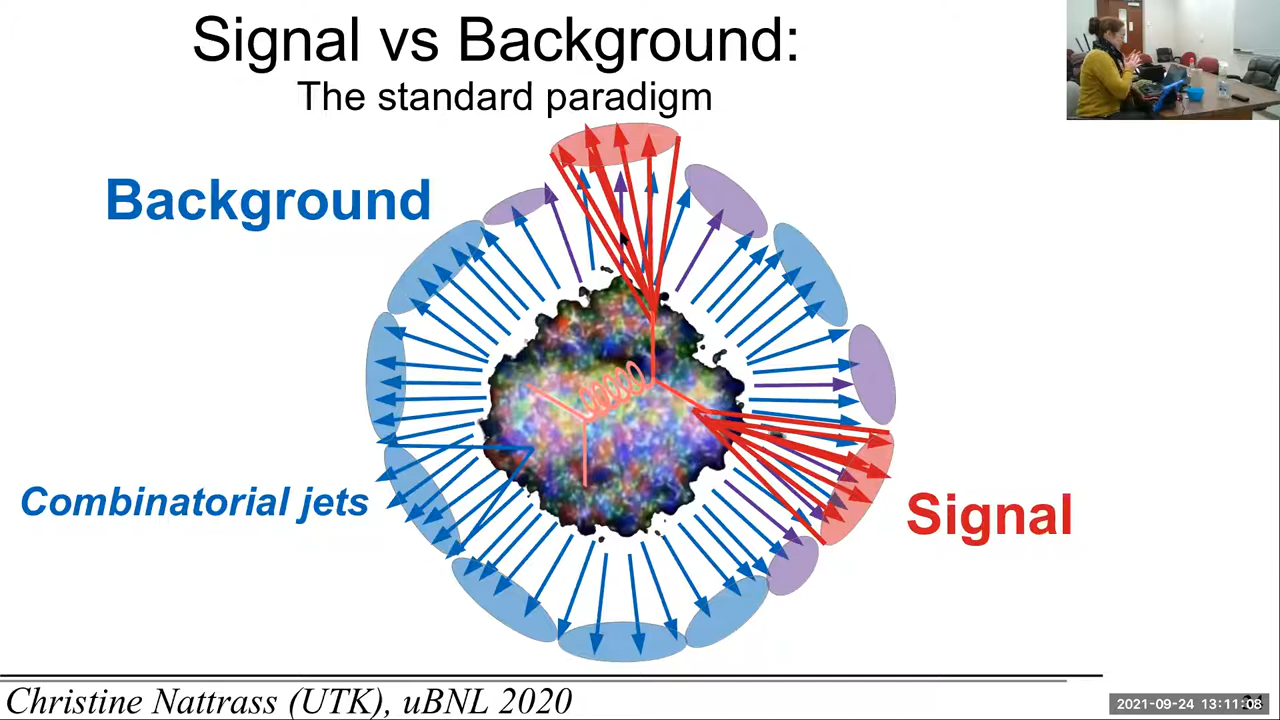 Signal vs Background:
The standard paradigm
Background
Combinatorial jets
Signal
Christine Nattrass (UTK), uBNL 2020
2021-09-24 13:11:08